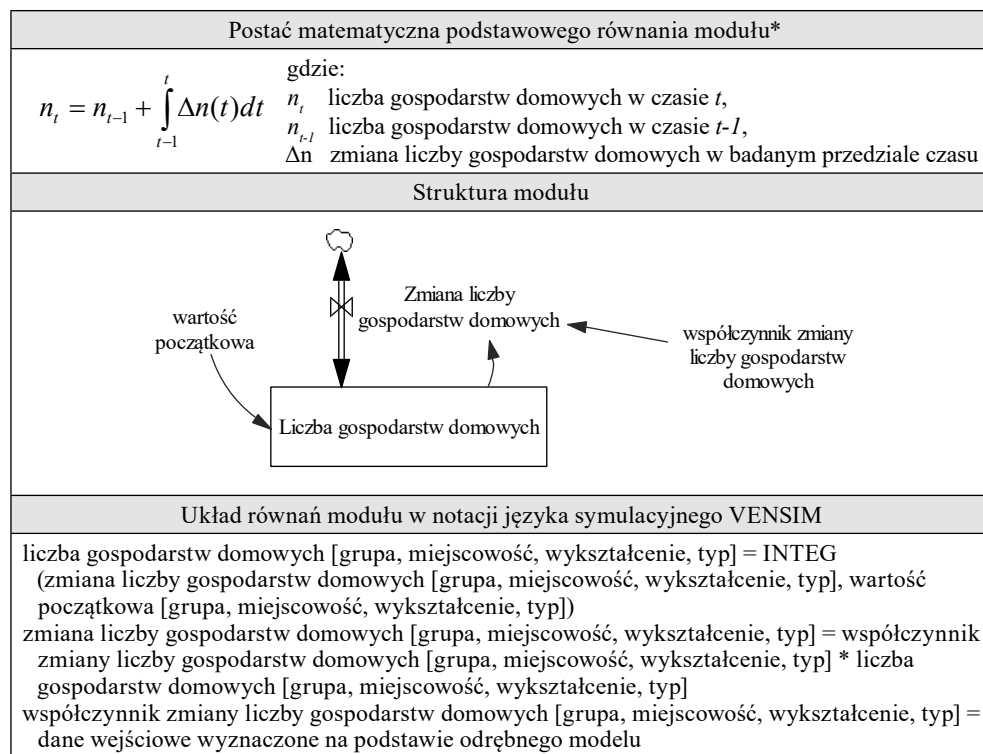 Postać matematyczna podstawowego równania modułu*
n_t = n_{t-1} + \int_{t-1}^{t} Δn(t)dt
gdzie:
n_t liczba gospodarstw domowych w czasie t,
n_{t-1} liczba gospodarstw domowych w czasie t-1,
Δn zmiana liczby gospodarstw domowych w badanym przedziale czasu
Struktura modułu
wartość
początkowa
Zmiana liczby
gospodarstw domowych
współczynnik zmiany
liczby gospodarstw
domowych
Liczba gospodarstw domowych
Układ równań modułu w notacji języka symulacyjnego VENSIM
liczba gospodarstw domowych [grupa, miejscowość, wykształcenie, typ] = INTEG
(zmiana liczby gospodarstw domowych [grupa, miejscowość, wykształcenie, typ], wartość
początkowa [grupa, miejscowość, wykształcenie, typ])
zmiana liczby gospodarstw domowych [grupa, miejscowość, wykształcenie, typ] = współczynnik
zmiany liczby gospodarstw domowych [grupa, miejscowość, wykształcenie, typ] * liczba
gospodarstw domowych [grupa, miejscowość, wykształcenie, typ]
współczynnik zmiany liczby gospodarstw domowych [grupa, miejscowość, wykształcenie, typ] =
dane wejściowe wyznaczone na podstawie odrębnego modelu